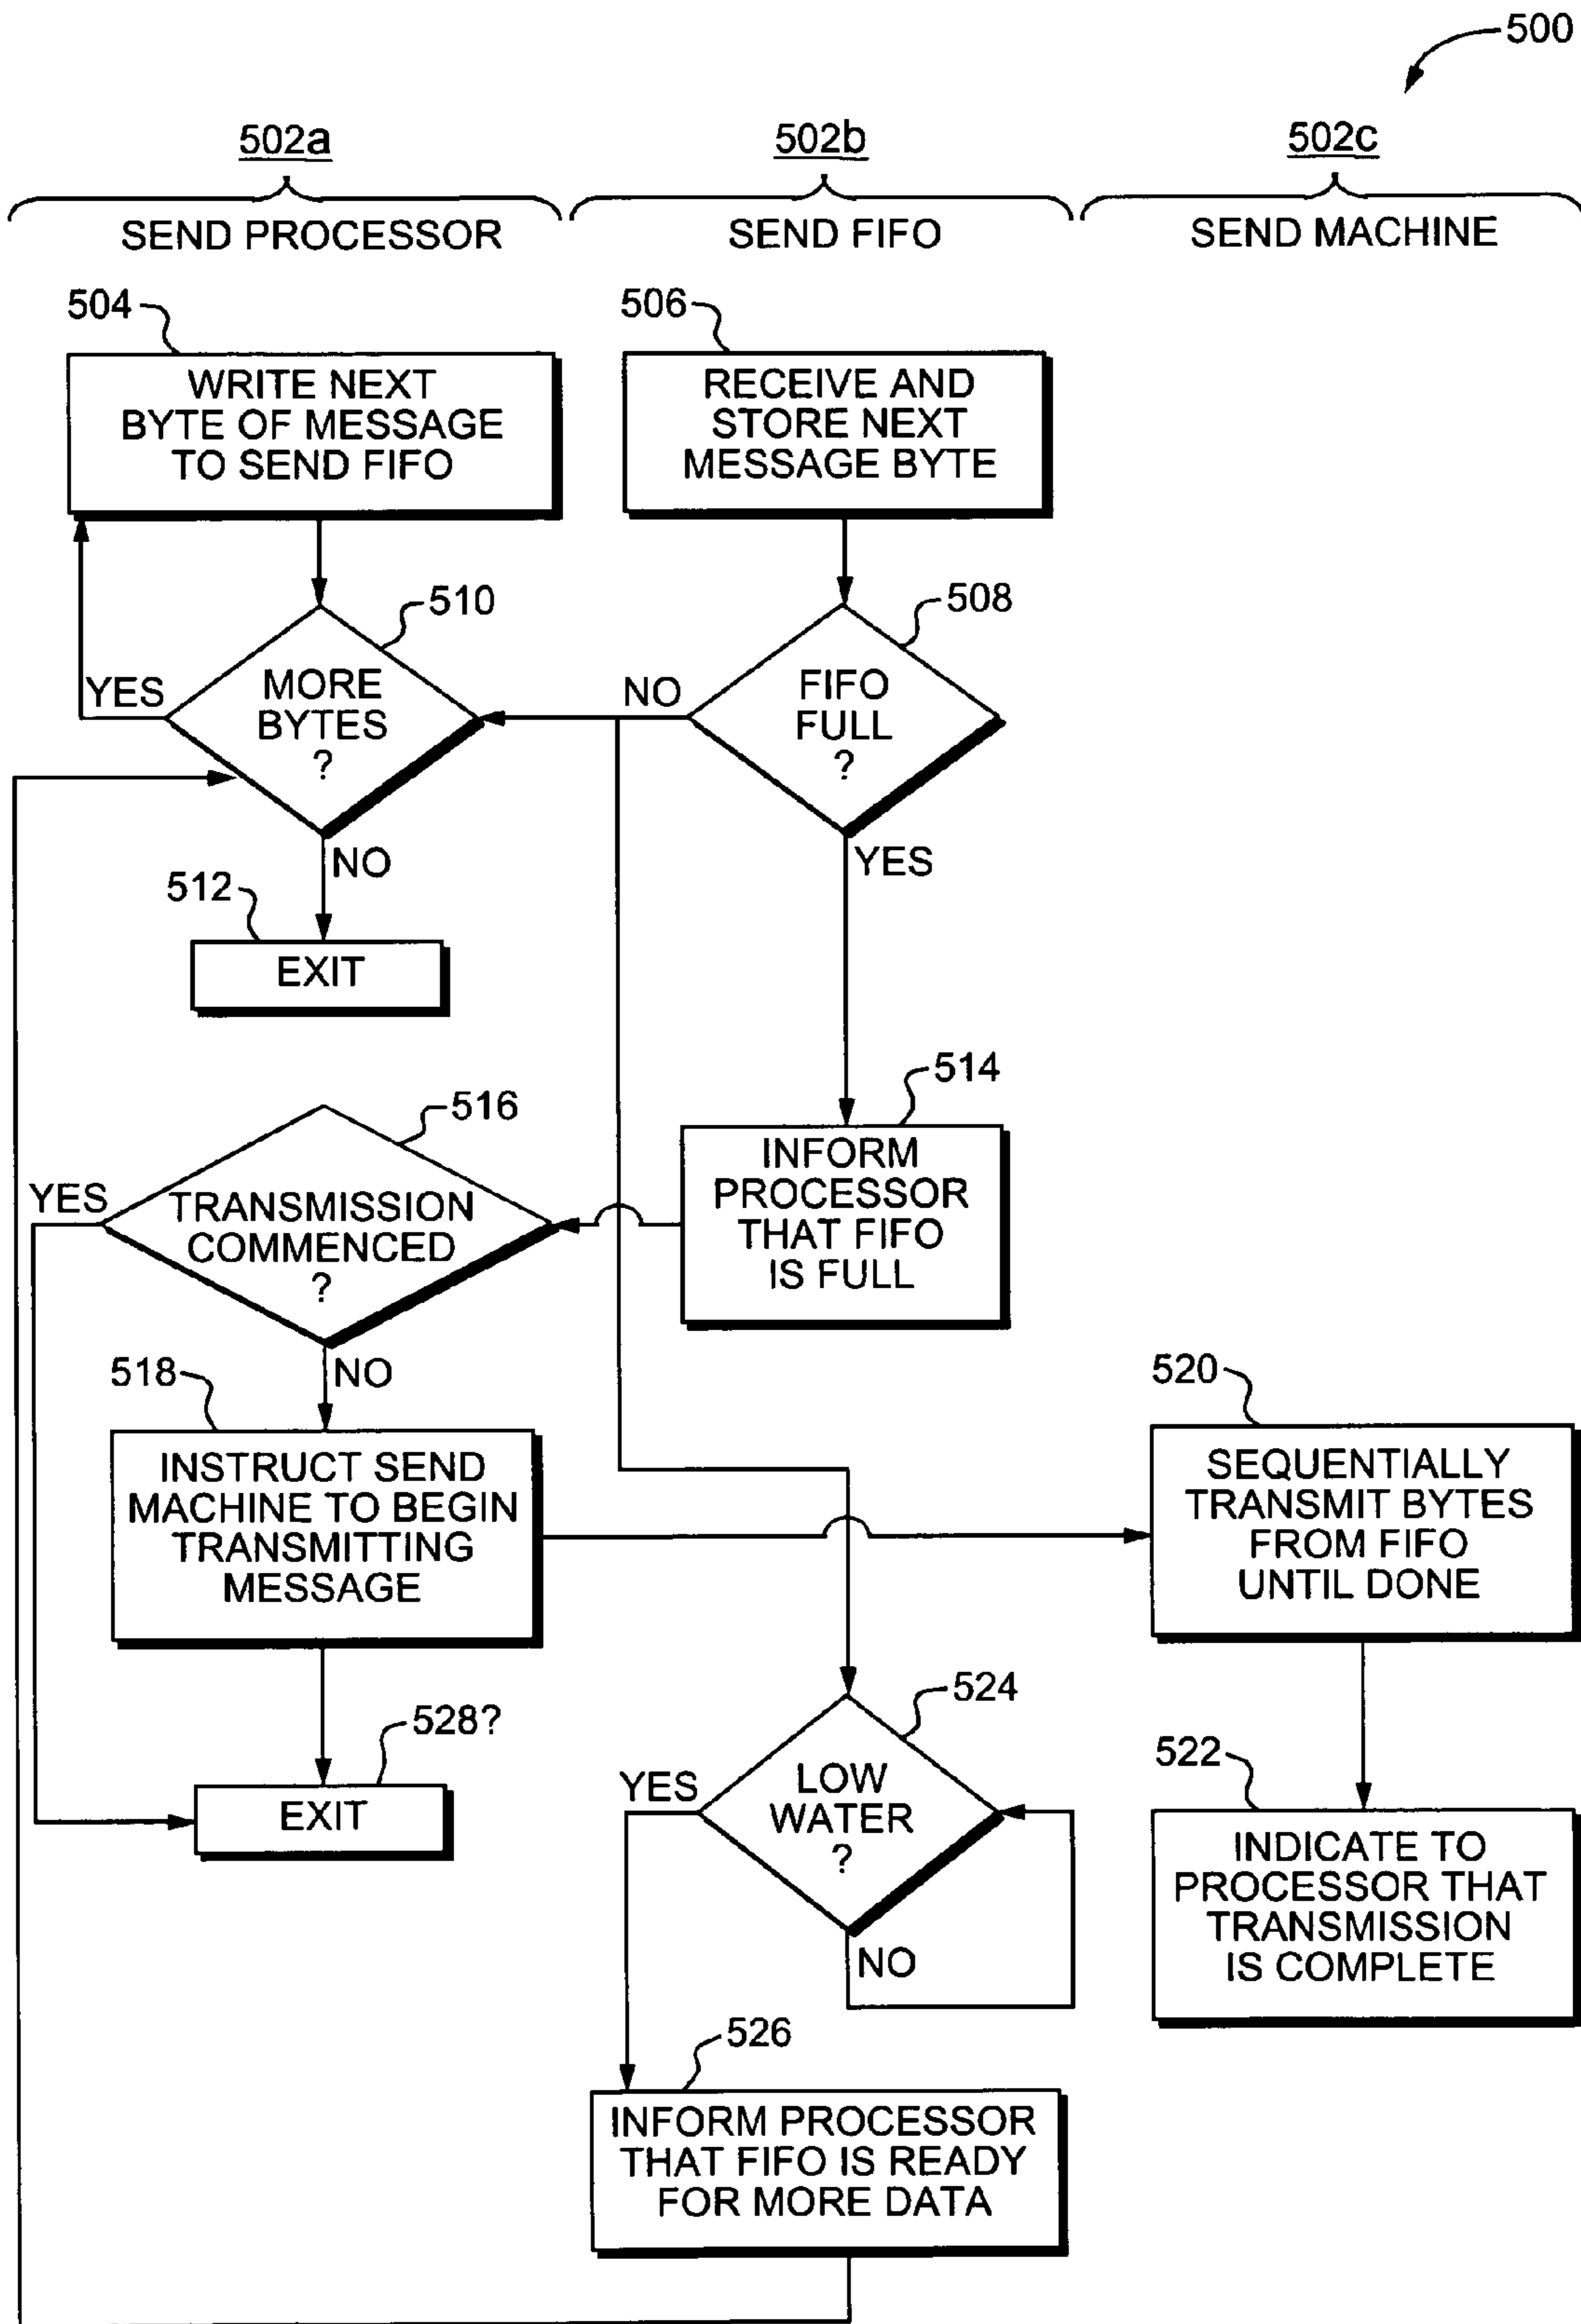 500
502a
502b
502c
SEND PROCESSOR
SEND FIFO
SEND MACHINE
504
WRITE NEXT
BYTE OF MESSAGE
TO SEND FIFO
506
RECEIVE AND
STORE NEXT
MESSAGE BYTE
510
MORE
BYTES
?
YES
NO
508
FIFO
FULL
?
NO
YES
512
EXIT
514
INFORM
PROCESSOR
THAT FIFO
IS FULL
516
TRANSMISSION
COMMENCED
?
YES
NO
518
INSTRUCT SEND
MACHINE TO BEGIN
TRANSMITTING
MESSAGE
520
SEQUENTIALLY
TRANSMIT BYTES
FROM FIFO
UNTIL DONE
528?
EXIT
524
LOW
WATER
?
YES
NO
522
INDICATE TO
PROCESSOR THAT
TRANSMISSION
IS COMPLETE
526
INFORM PROCESSOR
THAT FIFO IS READY
FOR MORE DATA